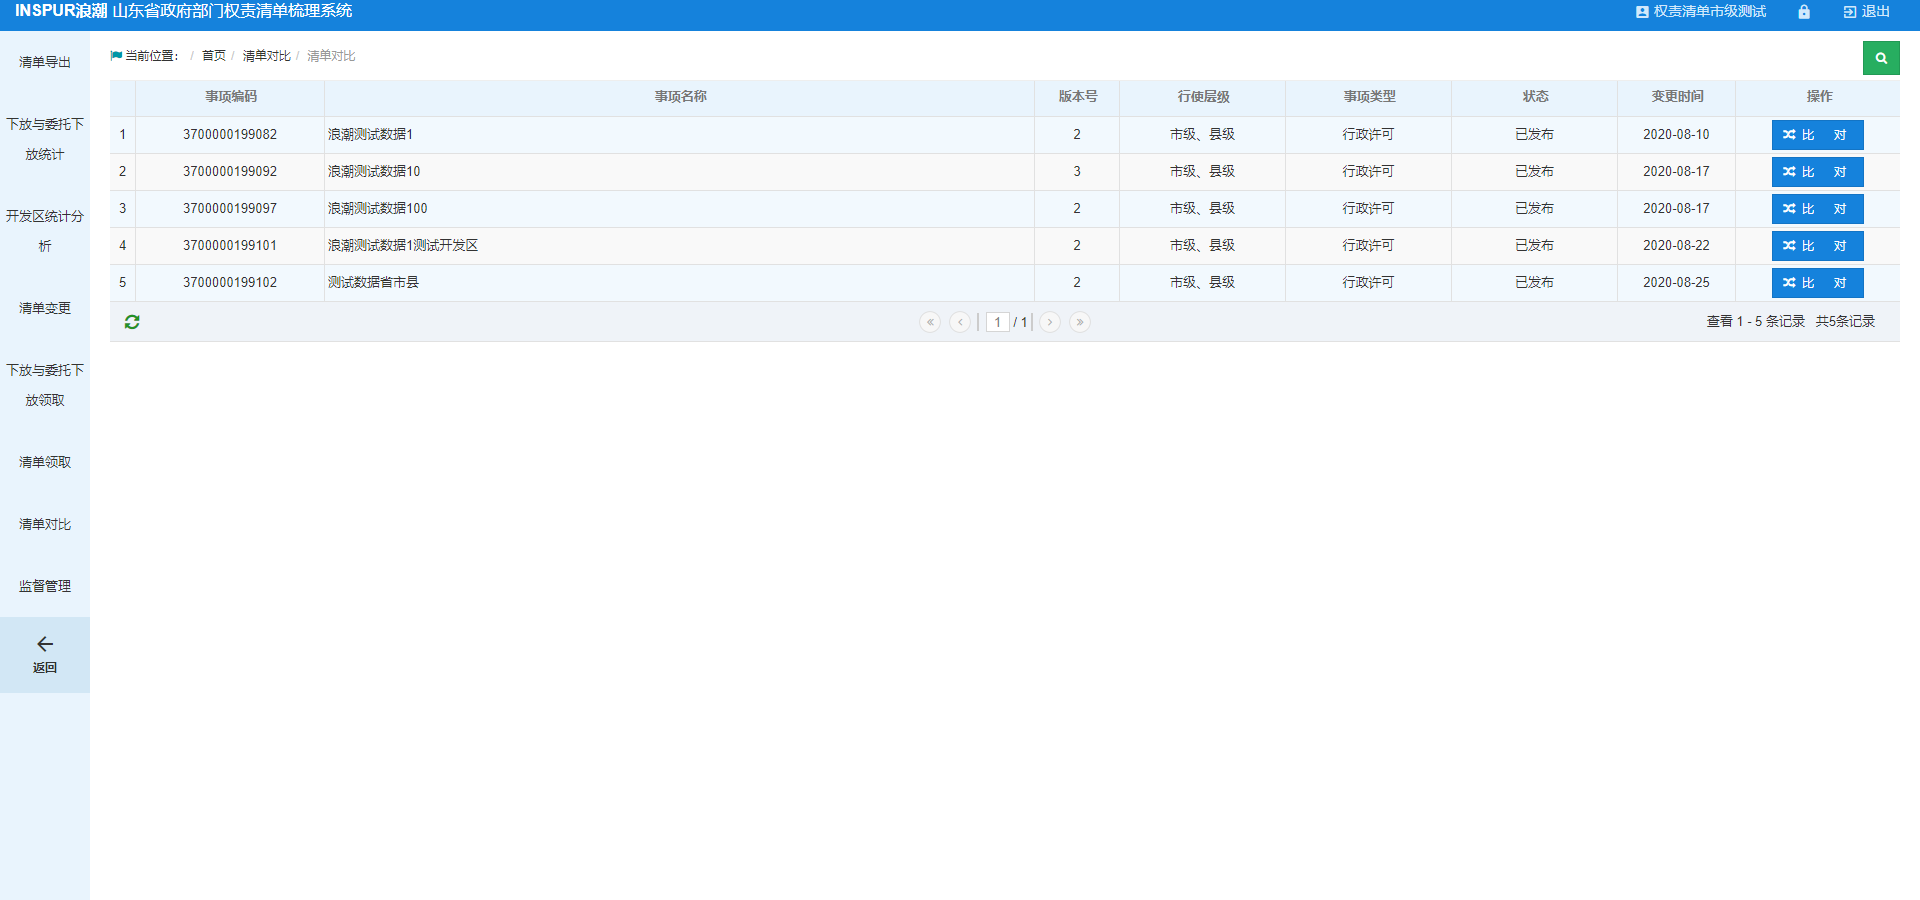 INSPUR浪潮 山东省政府部门权责清单梳理系统
权责清单市级测试
退出
清单导出
下放与委托下
放统计
开发区统计分
析
清单变更
下放与委托下
放领取
清单领取
清单对比
监督管理
返回
当前位置： / 首页 / 清单对比 / 清单对比
事项编码 事项名称 版本号 行使层级 事项类型 状态 变更时间 操作
1 3700000199082 浪潮测试数据1 2 市级、县级 行政许可 已发布 2020-08-10 比 对
2 3700000199092 浪潮测试数据10 3 市级、县级 行政许可 已发布 2020-08-17 比 对
3 3700000199097 浪潮测试数据100 2 市级、县级 行政许可 已发布 2020-08-17 比 对
4 3700000199101 浪潮测试数据1测试开发区 2 市级、县级 行政许可 已发布 2020-08-22 比 对
5 3700000199102 测试数据省市县 2 市级、县级 行政许可 已发布 2020-08-25 比 对
1 / 1
查看 1 - 5 条记录 共5条记录